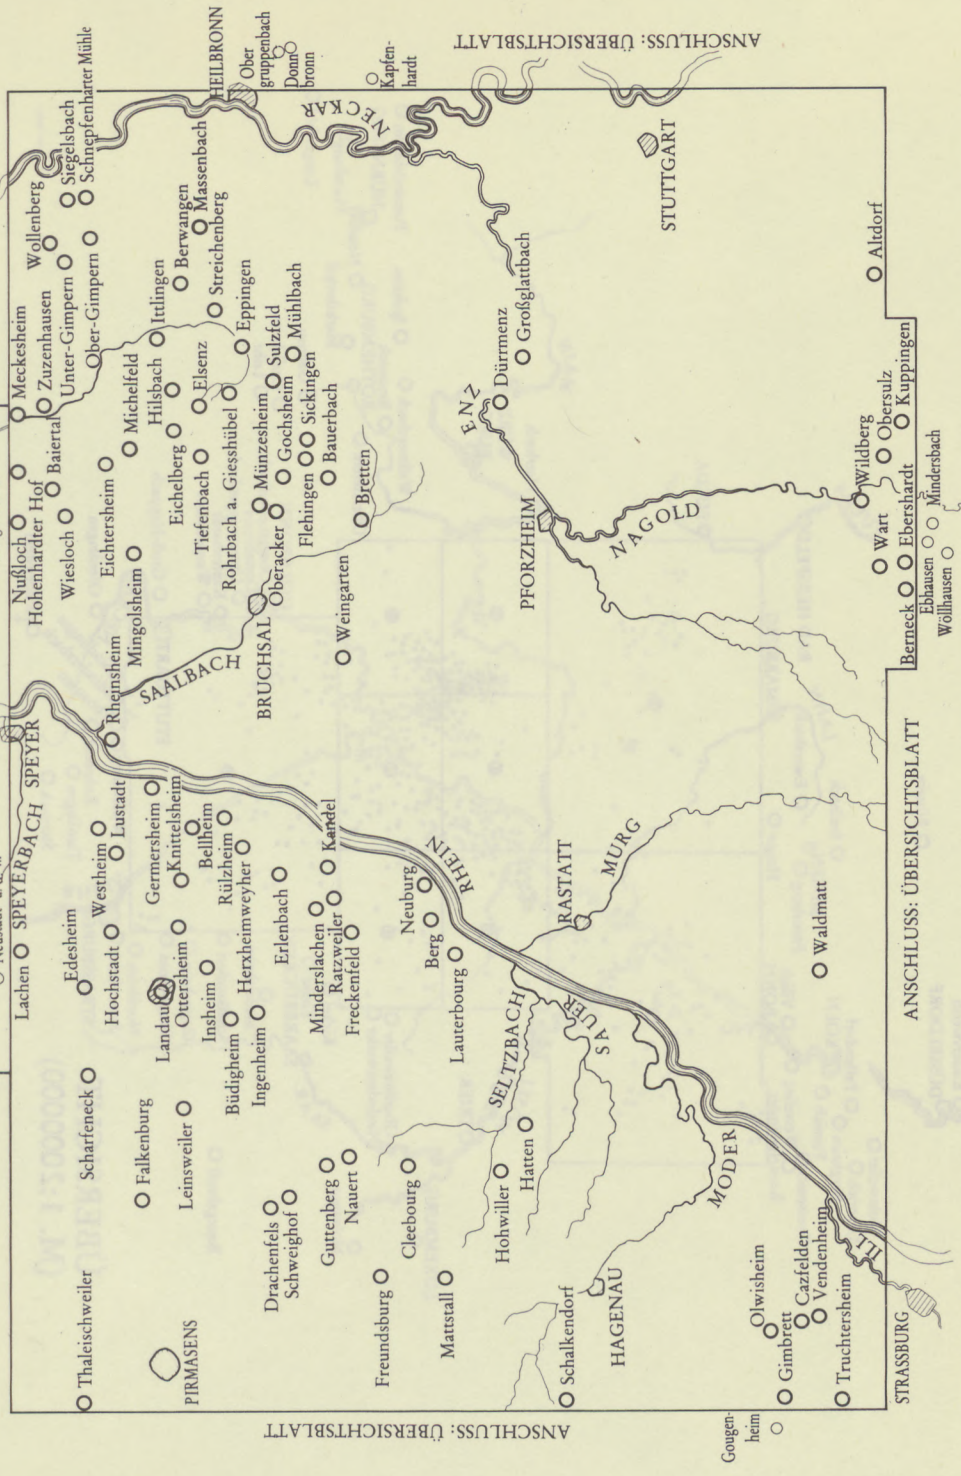 Lachen
SPEYERBACH
SPEYER
Nußloch
Hohenhardter Hof
Meckesheim
Zuzenhausen
Baiertal
Wiesloch
Wollenberg
Siegelsbach
Schnepfenharter Mühle
Unter-Gimpern
Ober-Gimpern
Thaleischweiler
Scharfeneck
Edesheim
Westheim
Hochstadt
Lustadt
Rheinsheim
Eichtersheim
Mingolsheim
Michelfeld
PIRMASENS
Falkenburg
Leinsweiler
Landau
Germersheim
Ottersheim
Knittelsheim
Bellheim
Insheim
Rülzheim
Büdigheim
Herxheimweyher
Ingenheim
Erlenbach
SAALBACH
BRUCHSAL
Hilsbach
Ittlingen
Eichelberg
Tiefenbach
Elsenz
Rohrbach a. Giesshübel
Eppingen
Berwangen
Massenbach
Streichenberg
HEILBRONN
Ober
gruppenbach
Donn
bronn
Kapfen-
hardt
NECKAR
Münzesheim
Sulzfeld
Oberacker
Gochsheim
Mühlbach
Flehingen
Sickingen
Bauerbach
Bretten
Weingarten
Drachenfels
Schweighof
Guttenberg
Nauert
Minderslachen
Ratzweiler
Freckenfeld
Kandel
Freundsburg
Cleebourg
Mattstall
Neuburg
Berg
Lauterbourg
RHEIN
ANSCHLUSS: ÜBERSICHTSBLATT
ENZ
Dürrmenz
Großglattbach
PFORZHEIM
NAGOLD
Hohwiller
Hatten
SELTZBACH
SAUER
RASTATT
MURG
STUTTGART
Schalkendorf
HAGENAU
MODER
ANSCHLUSS: ÜBERSICHTSBLATT
Olwisheim
Gimbrett
Cazfelden
Vendenheim
Truchtersheim
Gougen-
heim
ILL
STRASSBURG
Waldmatt
Altdorf
Wildberg
Wart
Obersulz
Kuppingen
Berneck
Ebershardt
Ebhausen
Mindersbach
Wöllhausen
ANSCHLUSS: ÜBERSICHTSBLATT